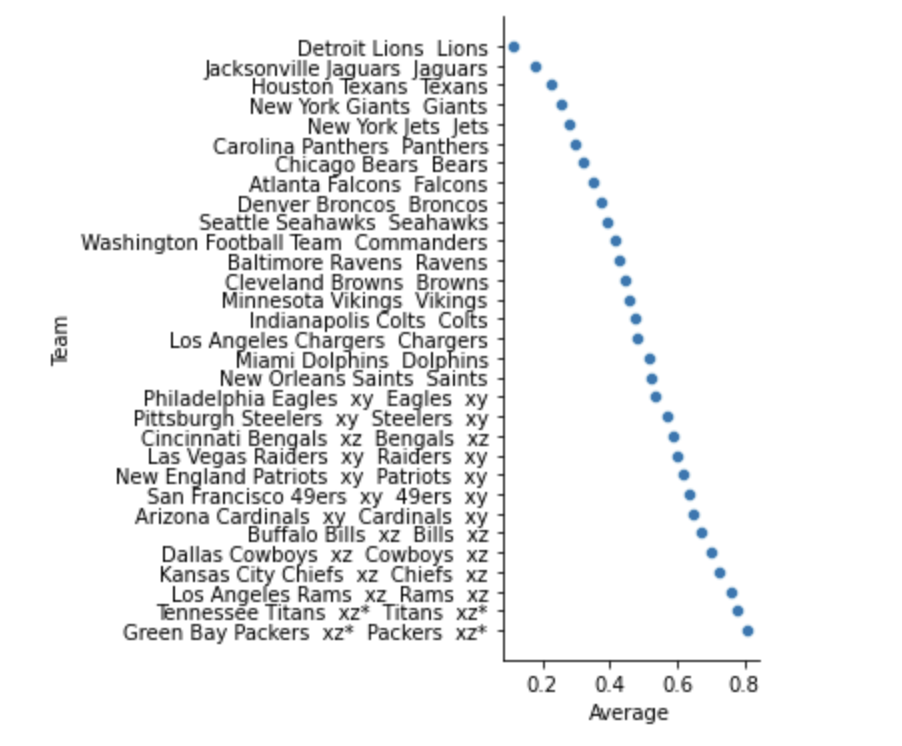 Detroit Lions Lions
Jacksonville Jaguars Jaguars
Houston Texans Texans
New York Giants Giants
New York Jets Jets
Carolina Panthers Panthers
Chicago Bears Bears
Atlanta Falcons Falcons
Denver Broncos Broncos
Seattle Seahawks Seahawks
Washington Football Team Commanders
Baltimore Ravens Ravens
Cleveland Browns Browns
Minnesota Vikings Vikings
Indianapolis Colts Colts
Los Angeles Chargers Chargers
Miami Dolphins Dolphins
New Orleans Saints Saints
Philadelphia Eagles xy Eagles xy
Pittsburgh Steelers xy Steelers xy
Cincinnati Bengals xz Bengals xz
Las Vegas Raiders xy Raiders xy
New England Patriots xy Patriots xy
San Francisco 49ers xy 49ers xy
Arizona Cardinals xy Cardinals xy
Buffalo Bills xz Bills xz
Dallas Cowboys xz Cowboys xz
Kansas City Chiefs xz Chiefs xz
Los Angeles Rams xz Rams xz
Tennessee Titans xz* Titans xz*
Green Bay Packers xz* Packers xz*
Team
0.2 0.4 0.6 0.8
Average